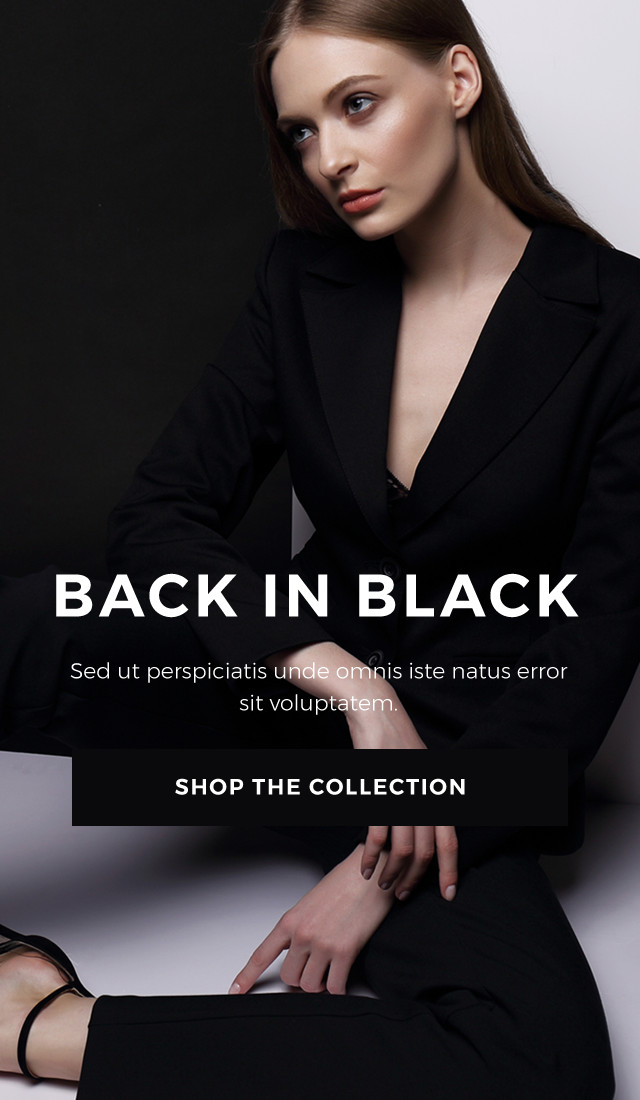 BACK IN BLACK
Sed ut perspiciatis unde omnis iste natus error
sit voluptatem.
SHOP THE COLLECTION